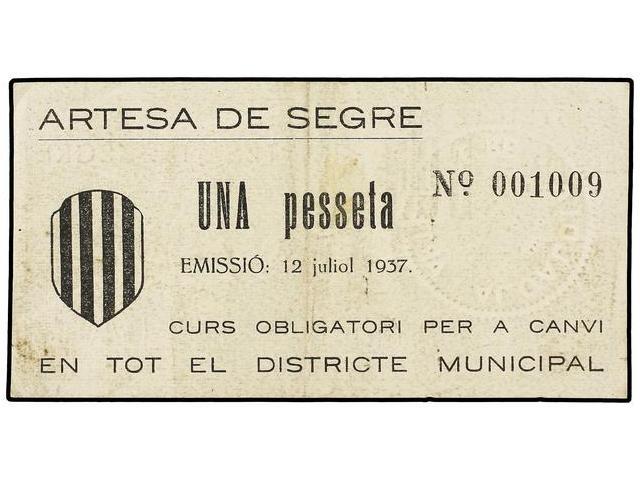 ARTESA DE SEGRE
Nº 001009
UNA pesseta
EMISSIÓ: 12 juliol 1937.
CURS OBLIGATORI PER A CANVI
EN TOT EL DISTRICTE MUNICIPAL